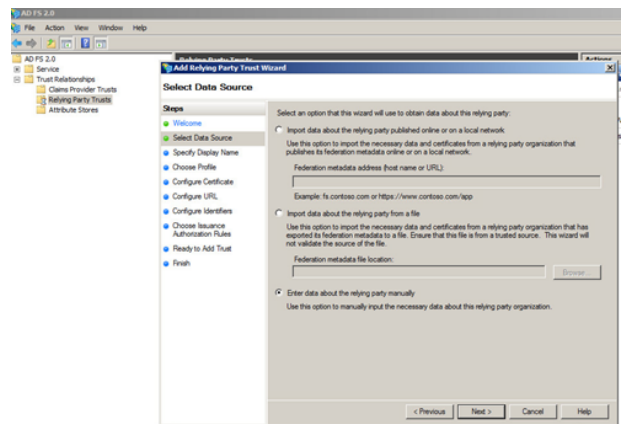 AD FS 2.0
File Action View Window Help
AD FS 2.0
Service
Trust Relationships
Claims Provider Trusts
Relying Party Trusts
Attribute Stores
Relying Party Trusts
Actions
Add Relying Party Trust Wizard
Select Data Source
Steps
Welcome
Select Data Source
Specify Display Name
Choose Profile
Configure Certificate
Configure URL
Configure Identifiers
Choose Issuance
Authorization Rules
Ready to Add Trust
Finish
Select an option that this wizard will use to obtain data about this relying party:
Import data about the relying party published online or on a local network
Use this option to import the necessary data and certificates from a relying party organization that
publishes its federation metadata online or on a local network.
Federation metadata address (host name or URL):
Example: fs.contoso.com or https://www.contoso.com/app
Import data about the relying party from a file
Use this option to import the necessary data and certificates from a relying party organization that has
exported its federation metadata to a file. Ensure that this file is from a trusted source. This wizard will
not validate the source of the file.
Federation metadata file location:
Browse...
Enter data about the relying party manually
Use this option to manually input the necessary data about this relying party organization.
< Previous Next > Cancel Help